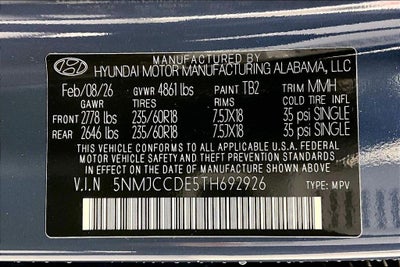 MANUFACTURED BY
HYUNDAI MOTOR MANUFACTURING ALABAMA, LLC
Feb/08/26 GVWR 4861 lbs PAINT TB2 TRIM MMH
GAWR TIRES RIMS COLD TIRE INFL
FRONT 2778 lbs 235/60R18 7.5JX18 35 psi SINGLE
REAR 2646 lbs 235/60R18 7.5JX18 35 psi SINGLE
THIS VEHICLE CONFORMS TO ALL APPLICABLE U.S.A. FEDERAL
MOTOR VEHICLE SAFETY STANDARDS IN
EFFECT ON THE DATE OF MANUFACTURE SHOWN ABOVE.
V.I.N 5NMJCCDE5TH692926 TYPE: MPV